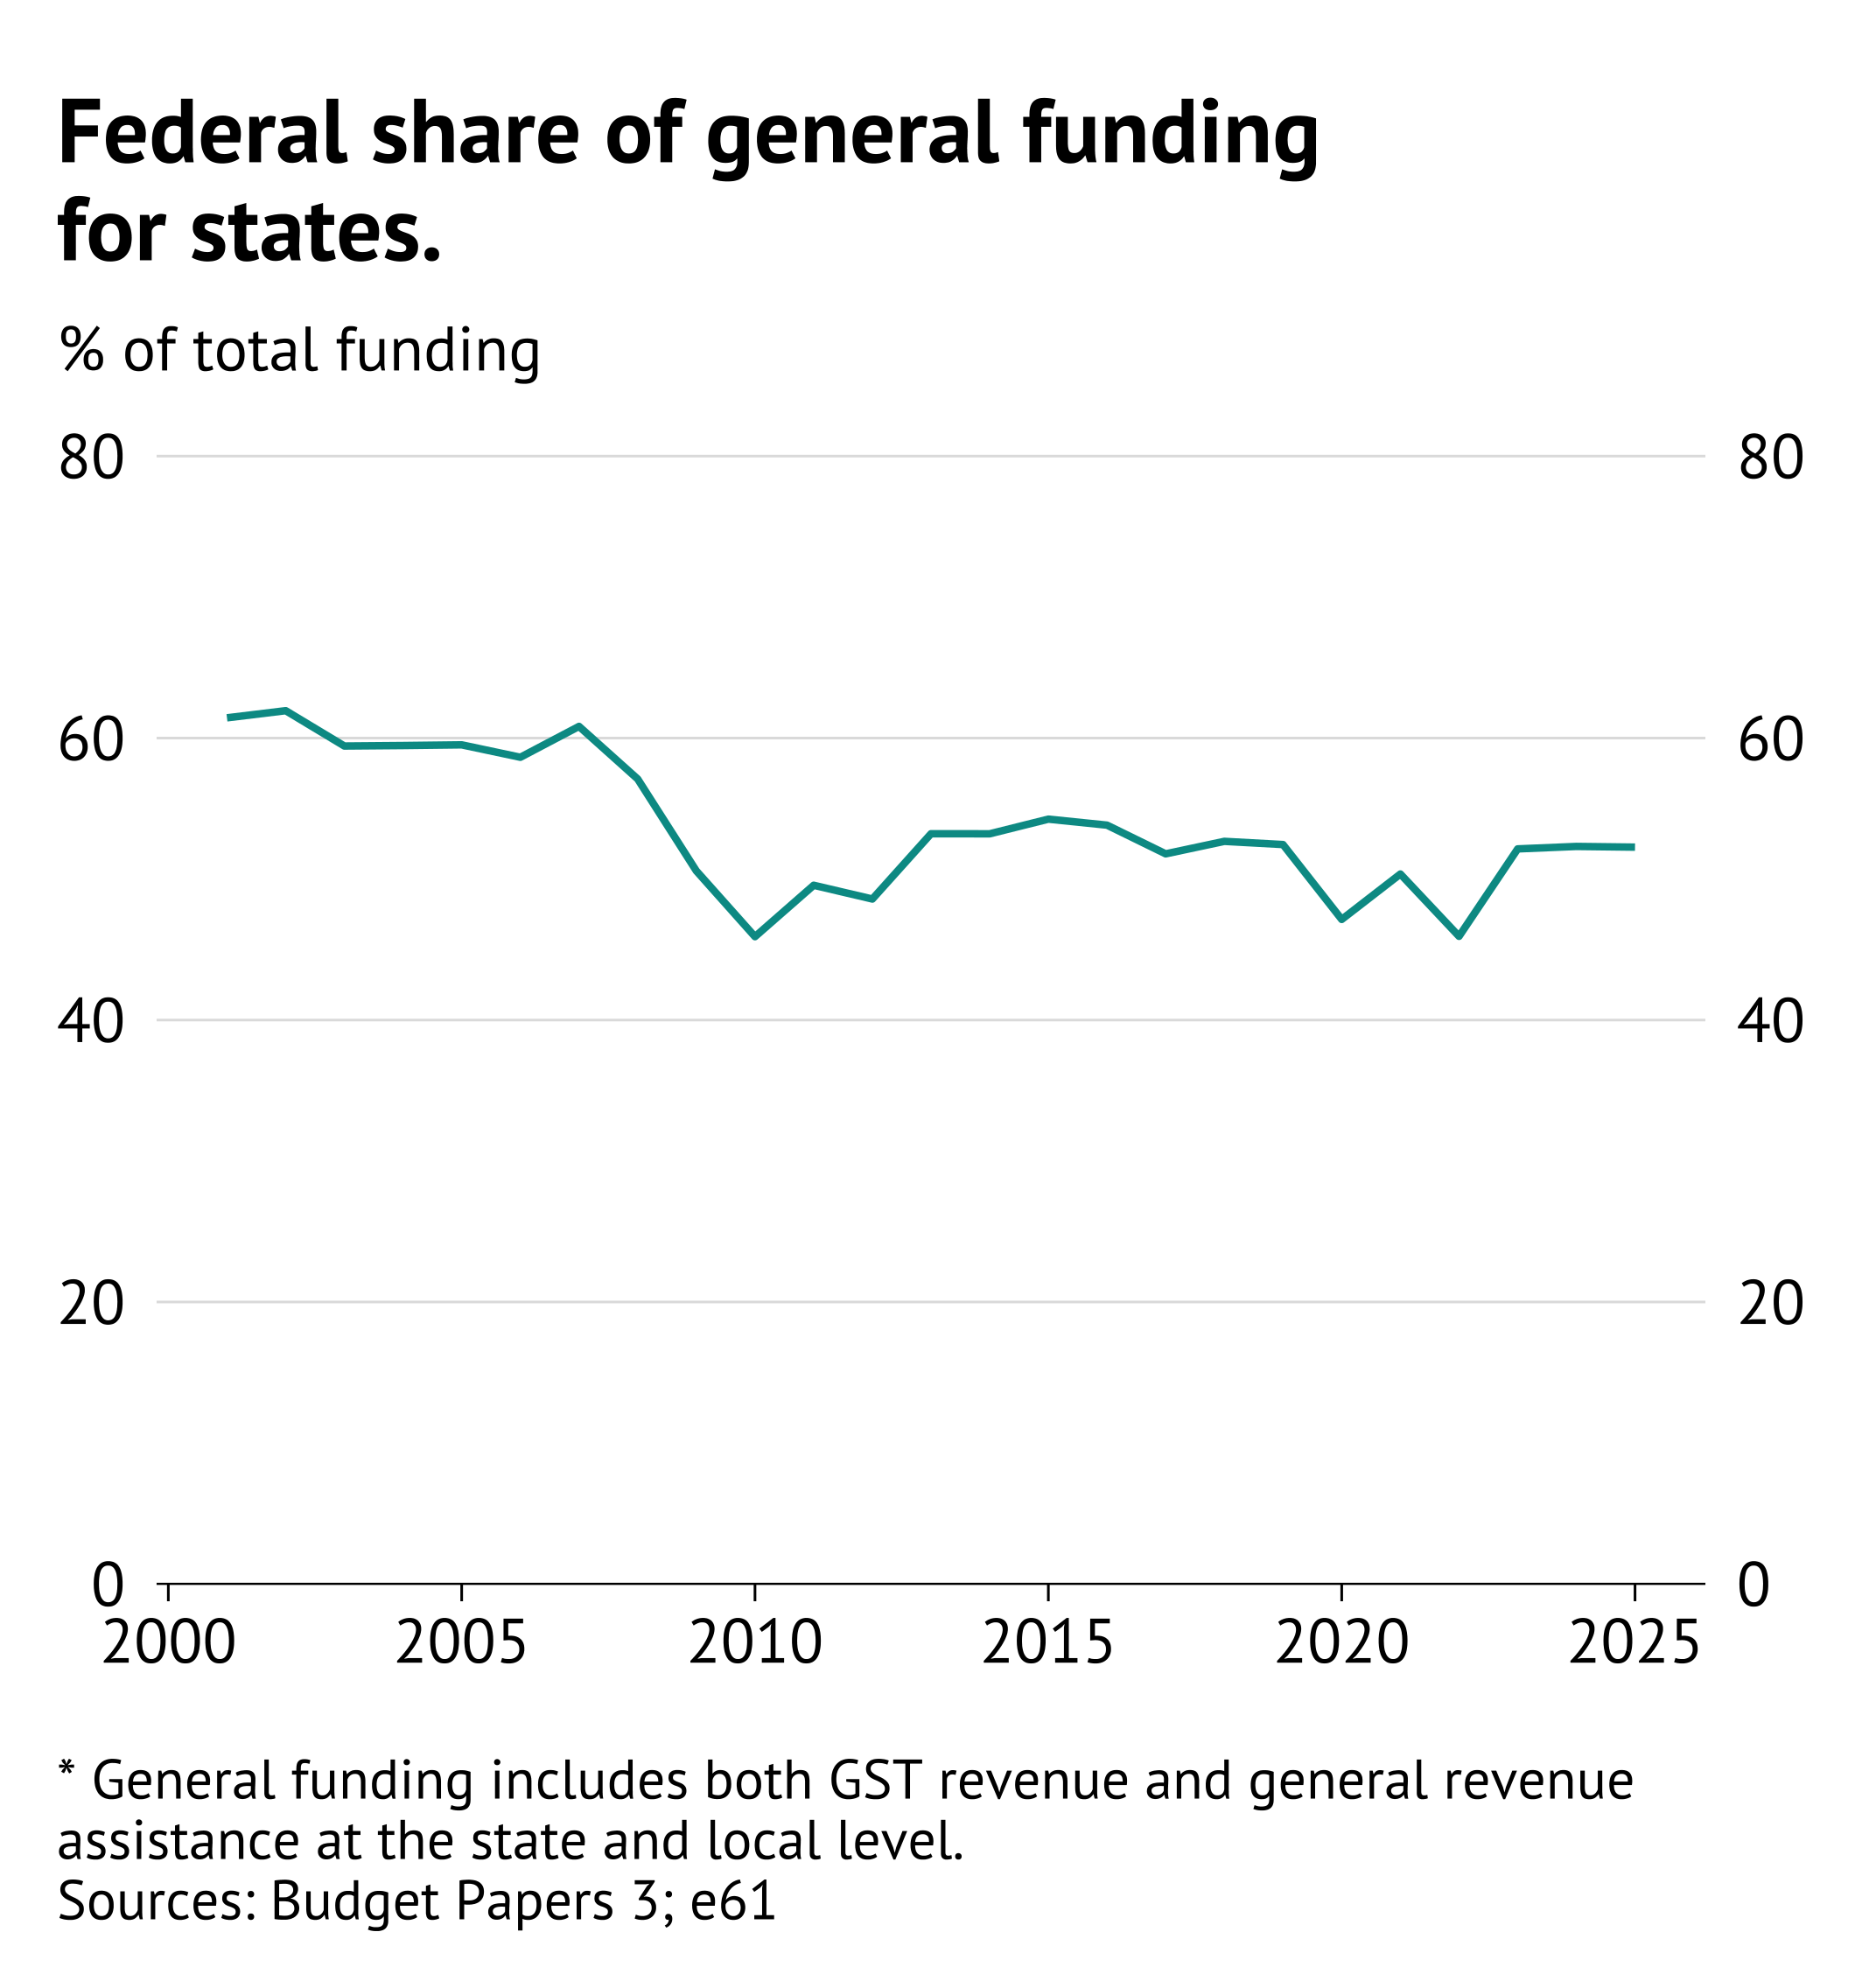 Federal share of general funding
for states.
% of total funding
80 80
60 60
40 40
20 20
0 0
2000 2005 2010 2015 2020 2025
* General funding includes both GST revenue and general revenue
assistance at the state and local level.
Sources: Budget Papers 3; e61